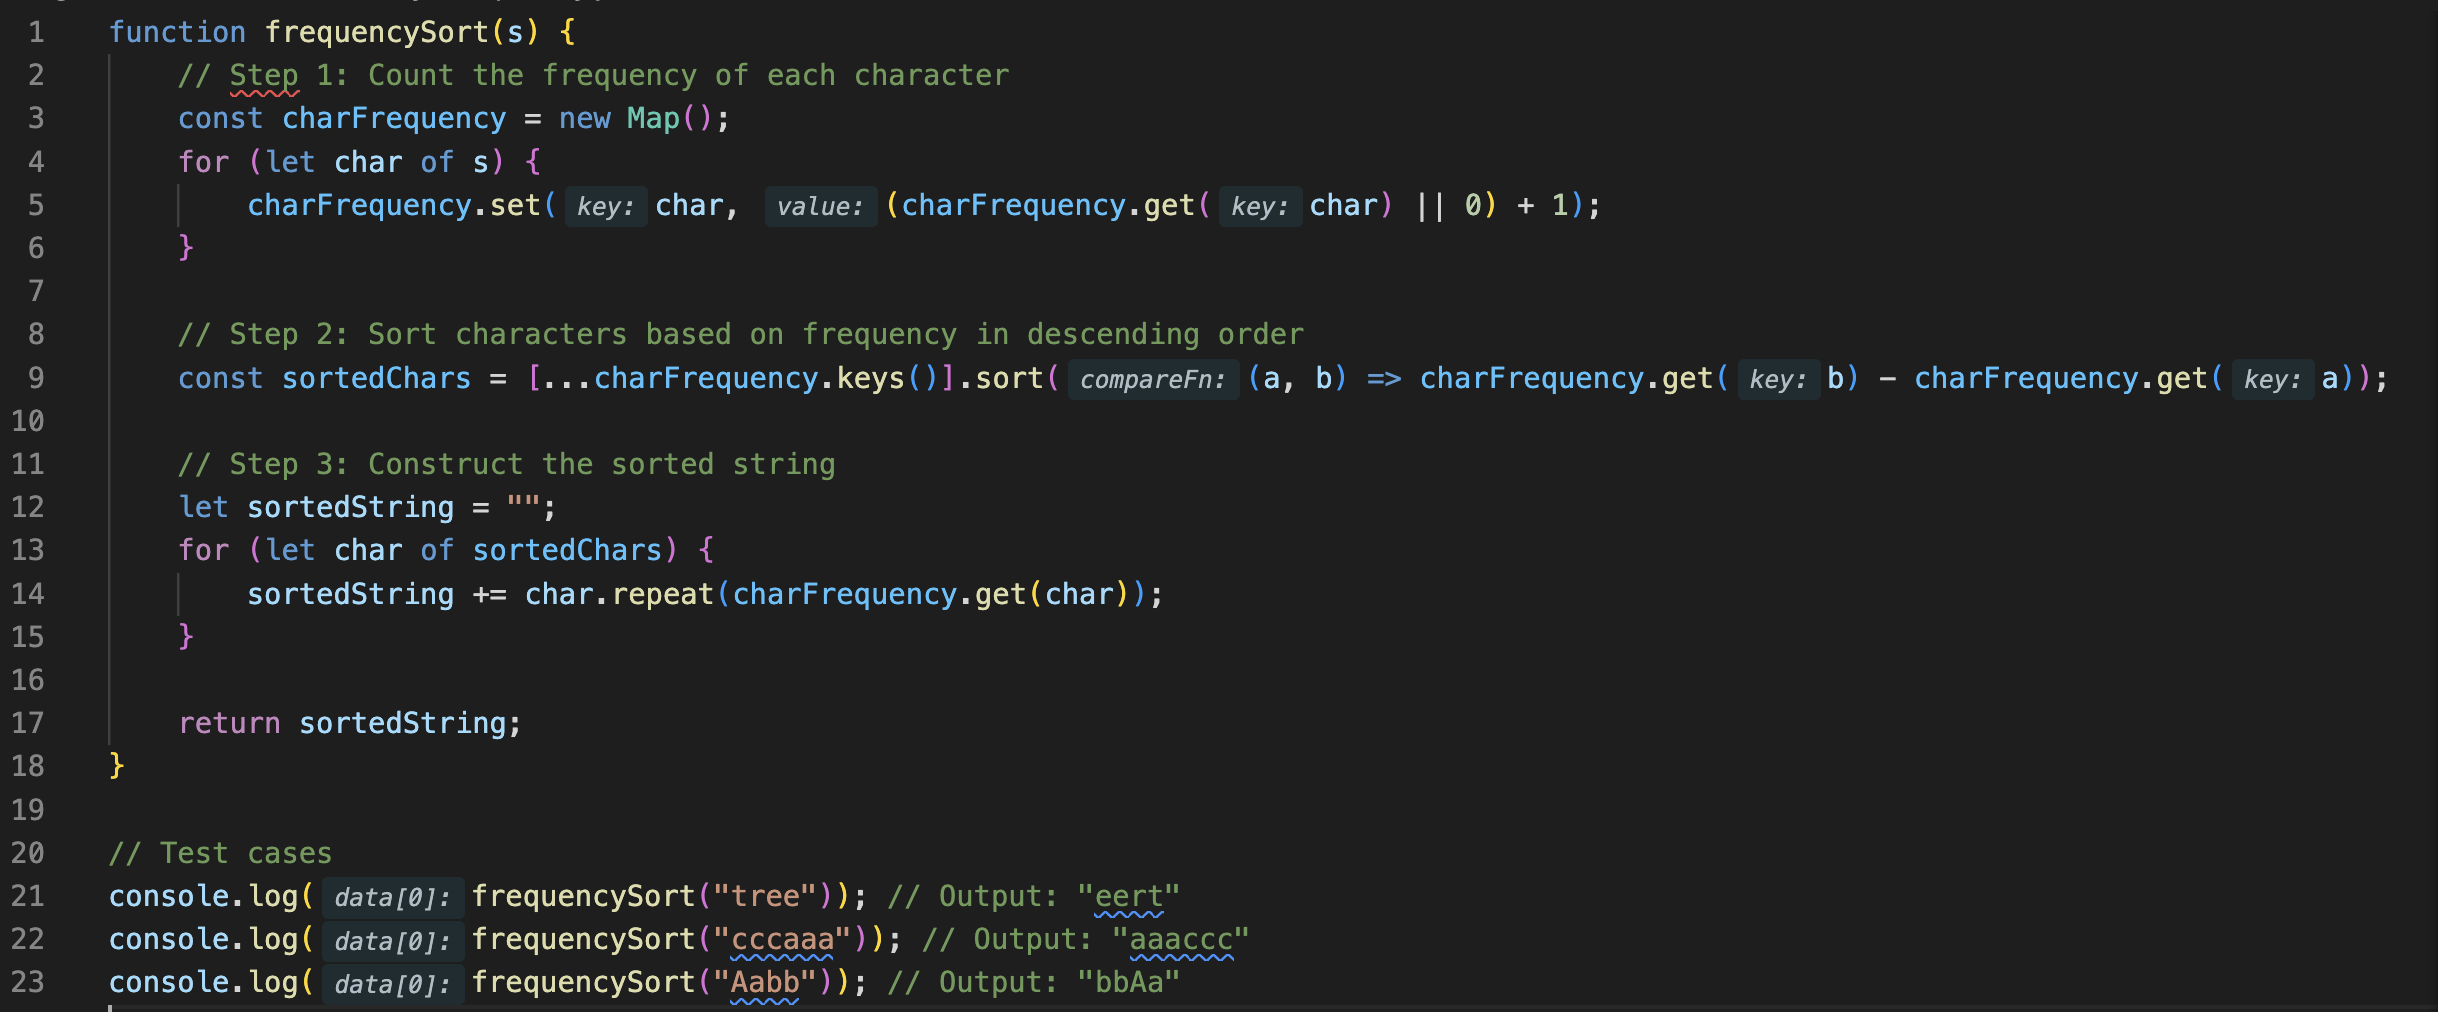 1 function frequencySort(s) {
2 // Step 1: Count the frequency of each character
3 const charFrequency = new Map();
4 for (let char of s) {
5 charFrequency.set( key: char, value: (charFrequency.get( key: char) || 0) + 1);
6 }
7
8 // Step 2: Sort characters based on frequency in descending order
9 const sortedChars = [...charFrequency.keys()].sort( compareFn: (a, b) => charFrequency.get( key: b) - charFrequency.get( key: a));
10
11 // Step 3: Construct the sorted string
12 let sortedString = "";
13 for (let char of sortedChars) {
14 sortedString += char.repeat(charFrequency.get(char));
15 }
16
17 return sortedString;
18 }
19
20 // Test cases
21 console.log( data[0]: frequencySort("tree")); // Output: "eert"
22 console.log( data[0]: frequencySort("cccaaa")); // Output: "aaaccc"
23 console.log( data[0]: frequencySort("Aabb")); // Output: "bbAa"